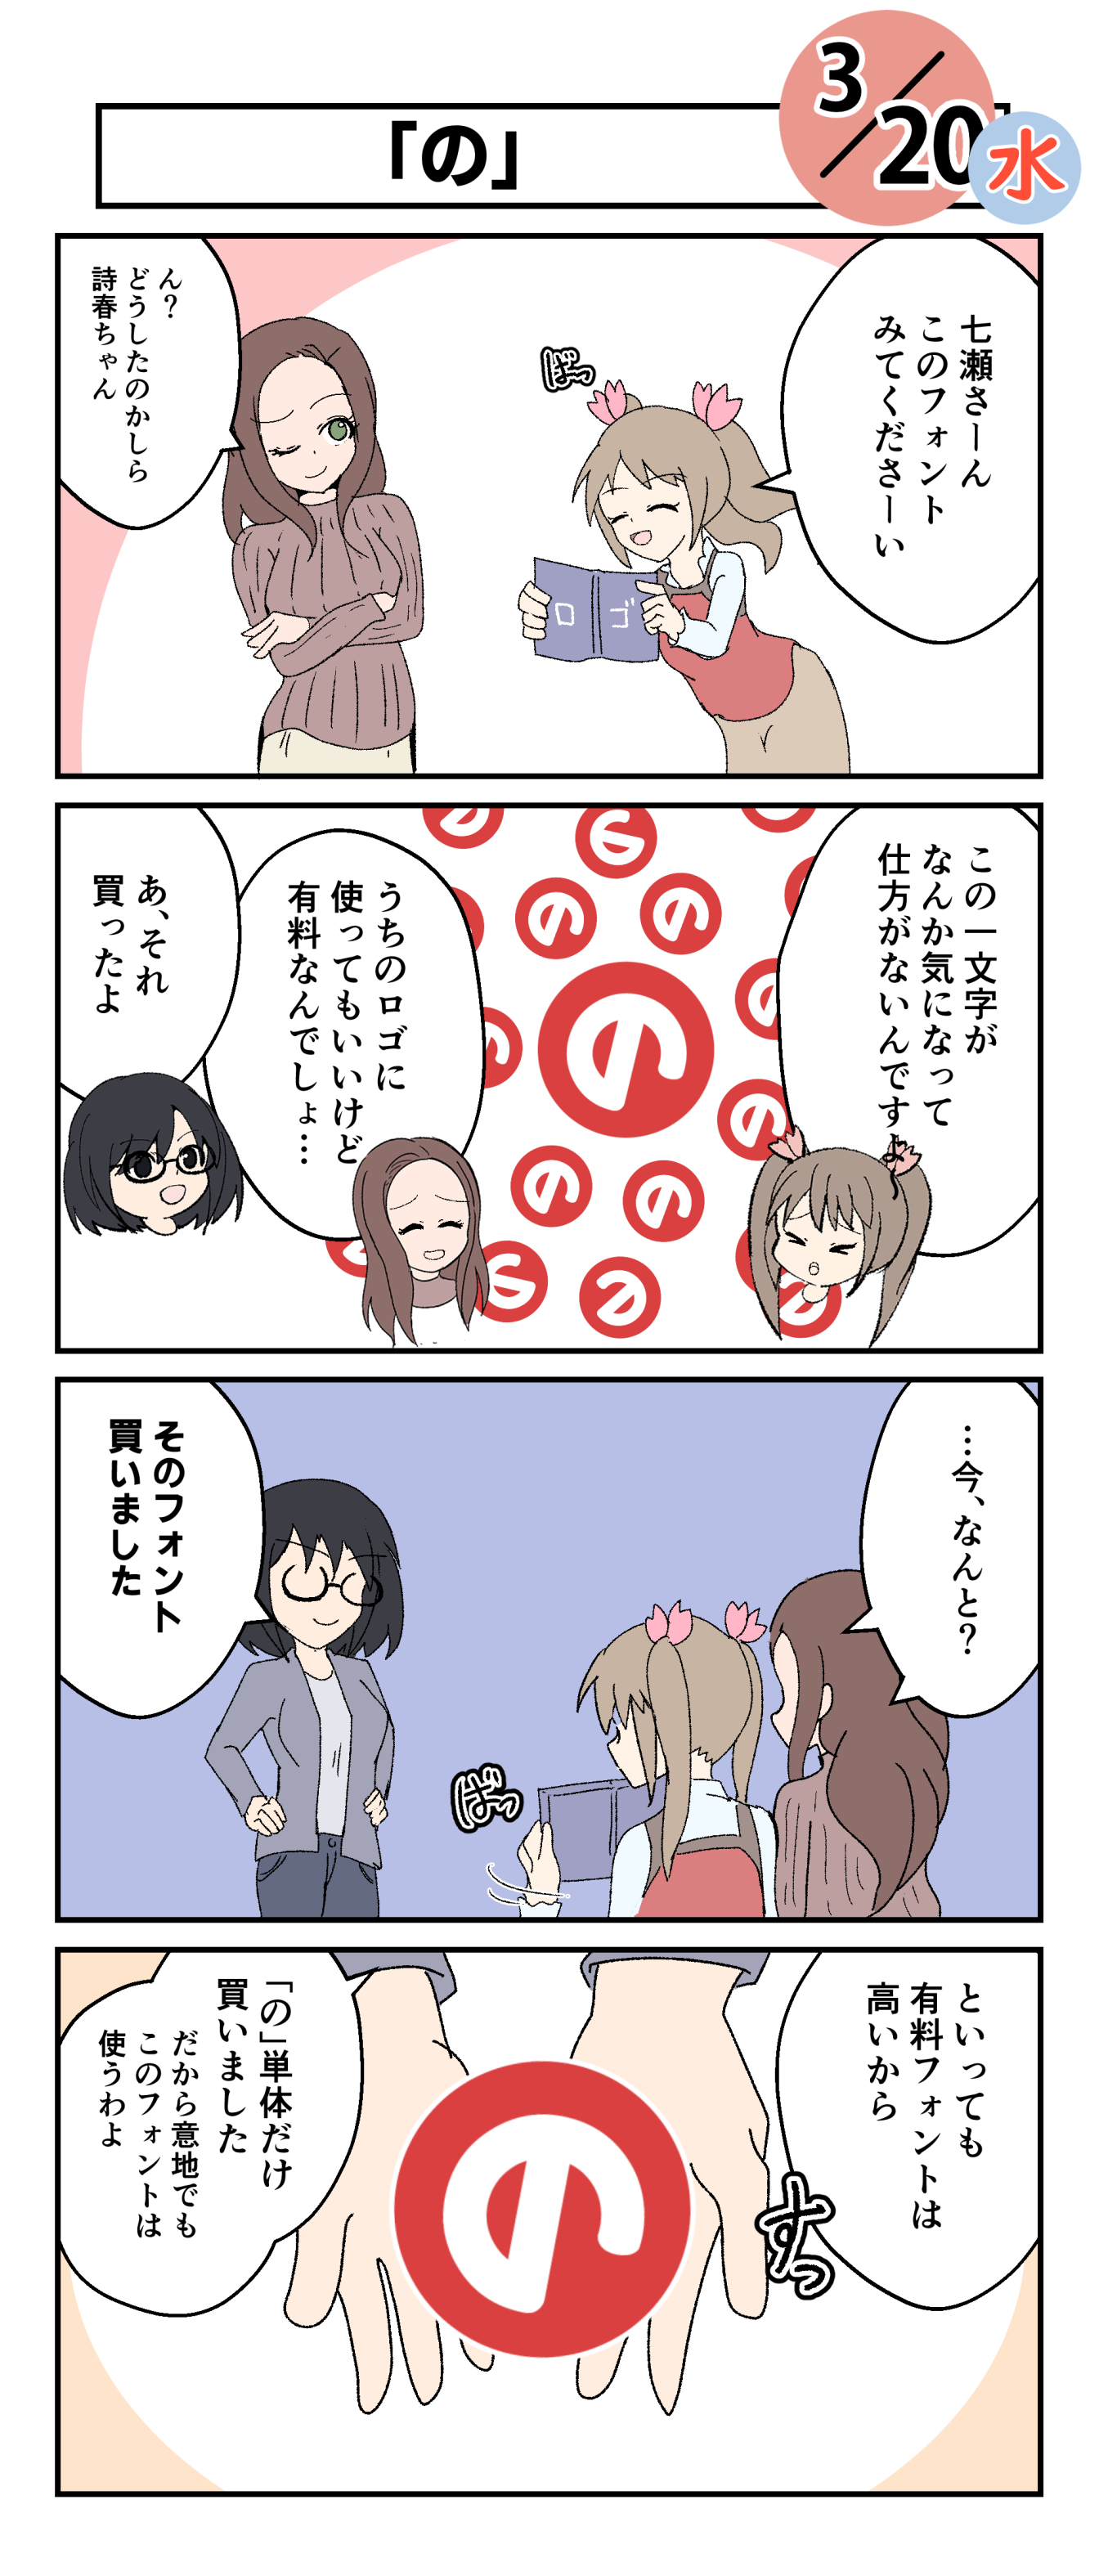 「の」
3/20
水
七瀬さーん
このフォント
みてくださーい
ばっ
ロゴ
ん?
どうしたのかしら
詩春ちゃん
この一文字が
なんか気になって
仕方がないんですよ
の
うちのロゴに
使ってもいいけど
有料なんでしょ…
あ、それ
買ったよ
…今、なんと?
ばっ
そのフォント
買いました
といっても
有料フォントは
高いから
すっ
の
「の」単体だけ
買いました
だから意地でも
このフォントは
使うわよ